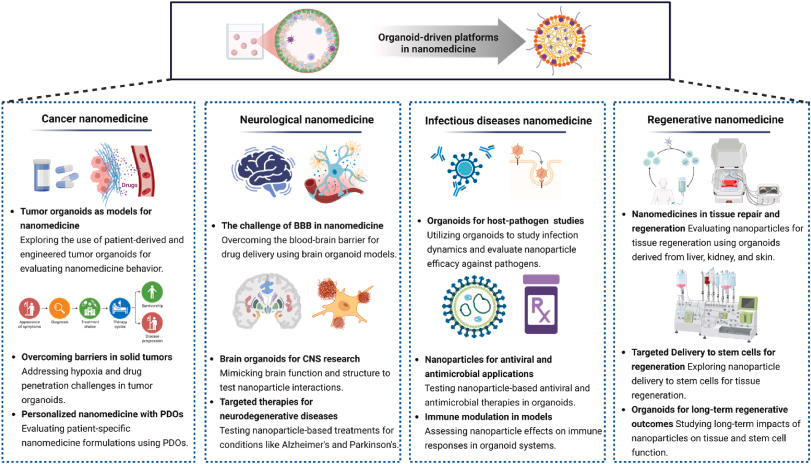 Organoid-driven platforms
in nanomedicine
Cancer nanomedicine
Drugs
• Tumor organoids as models for
nanomedicine
Exploring the use of patient-derived and
engineered tumor organoids for
evaluating nanomedicine behavior.
Survivorship
Appearance
of symptoms
Diagnosis
Treatment
choice
Therapy
cycles
Disease
progression
• Overcoming barriers in solid tumors
Addressing hypoxia and drug
penetration challenges in tumor
organoids.
• Personalized nanomedicine with PDOs
Evaluating patient-specific
nanomedicine formulations using PDOs.
Neurological nanomedicine
• The challenge of BBB in nanomedicine
Overcoming the blood-brain barrier for
drug delivery using brain organoid models.
• Brain organoids for CNS research
Mimicking brain function and structure to
test nanoparticle interactions.
• Targeted therapies for
neurodegenerative diseases
Testing nanoparticle-based treatments for
conditions like Alzheimer's and Parkinson's.
Infectious diseases nanomedicine
• Organoids for host-pathogen studies
Utilizing organoids to study infection
dynamics and evaluate nanoparticle
efficacy against pathogens.
Rx
• Nanoparticles for antiviral and
antimicrobial applications
Testing nanoparticle-based antiviral and
antimicrobial therapies in organoids.
• Immune modulation in models
Assessing nanoparticle effects on immune
responses in organoid systems.
Regenerative nanomedicine
• Nanomedicines in tissue repair and
regeneration Evaluating nanoparticles for
tissue regeneration using organoids
derived from liver, kidney, and skin.
• Targeted Delivery to stem cells for
regeneration Exploring nanoparticle
delivery to stem cells for tissue
regeneration.
• Organoids for long-term regenerative
outcomes Studying long-term impacts of
nanoparticles on tissue and stem cell
function.